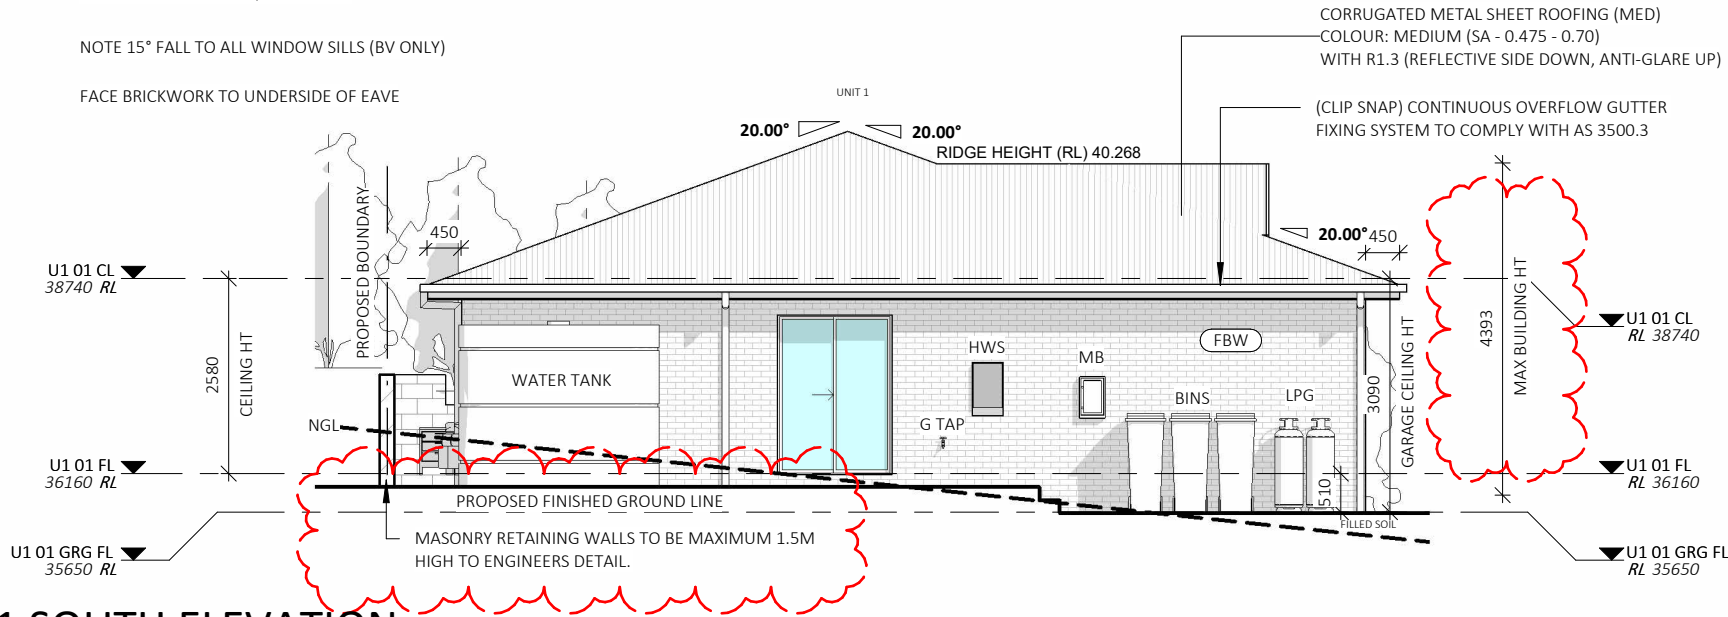 NOTE 15° FALL TO ALL WINDOW SILLS (BV ONLY)
FACE BRICKWORK TO UNDERSIDE OF EAVE
CORRUGATED METAL SHEET ROOFING (MED)
COLOUR: MEDIUM (SA - 0.475 - 0.70)
WITH R1.3 (REFLECTIVE SIDE DOWN, ANTI-GLARE UP)
(CLIP SNAP) CONTINUOUS OVERFLOW GUTTER
FIXING SYSTEM TO COMPLY WITH AS 3500.3
UNIT 1
20.00°
20.00°
RIDGE HEIGHT (RL) 40.268
20.00°
450
450
PROPOSED BOUNDARY
U1 01 CL
38740 RL
2580
CEILING HT
U1 01 FL
36160 RL
U1 01 GRG FL
35650 RL
NGL
WATER TANK
HWS
MB
FBW
G TAP
BINS
LPG
3090
GARAGE CEILING HT
4393
MAX BUILDING HT
510
FILLED SOIL
U1 01 CL
RL 38740
U1 01 FL
RL 36160
U1 01 GRG FL
RL 35650
PROPOSED FINISHED GROUND LINE
MASONRY RETAINING WALLS TO BE MAXIMUM 1.5M
HIGH TO ENGINEERS DETAIL.
1 SOUTH ELEVATION